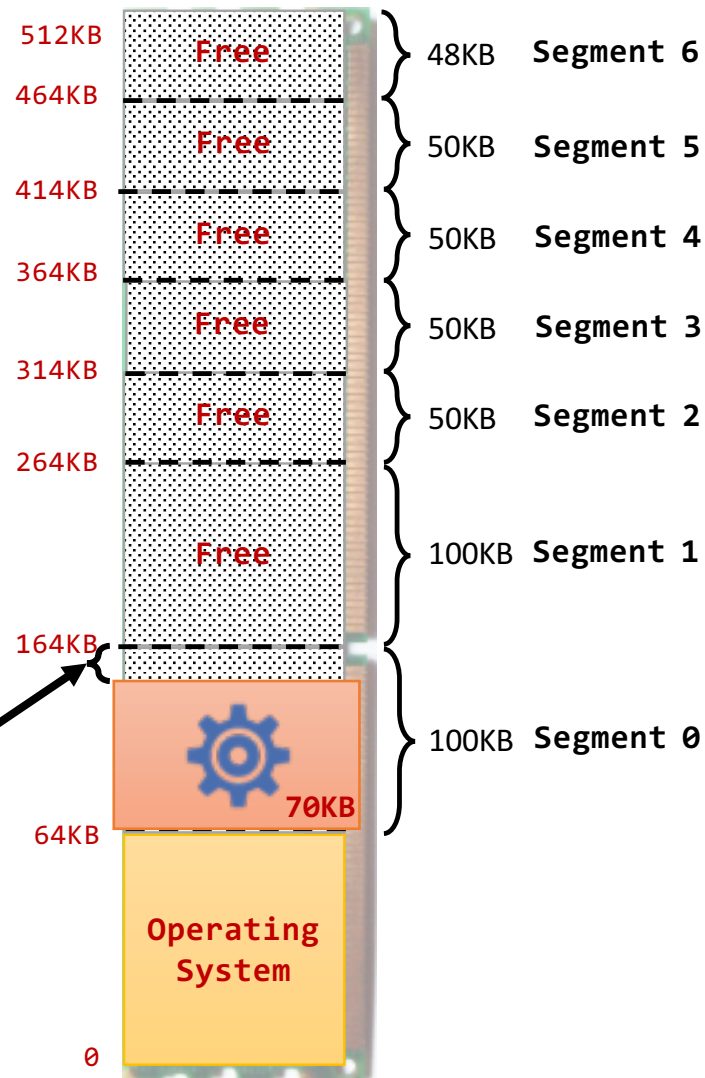 512KB
Free
48KB Segment 6
464KB
Free
50KB Segment 5
414KB
Free
50KB Segment 4
364KB
Free
50KB Segment 3
314KB
Free
50KB Segment 2
264KB
Free
100KB Segment 1
164KB
100KB Segment 0
70KB
64KB
Operating
System
0